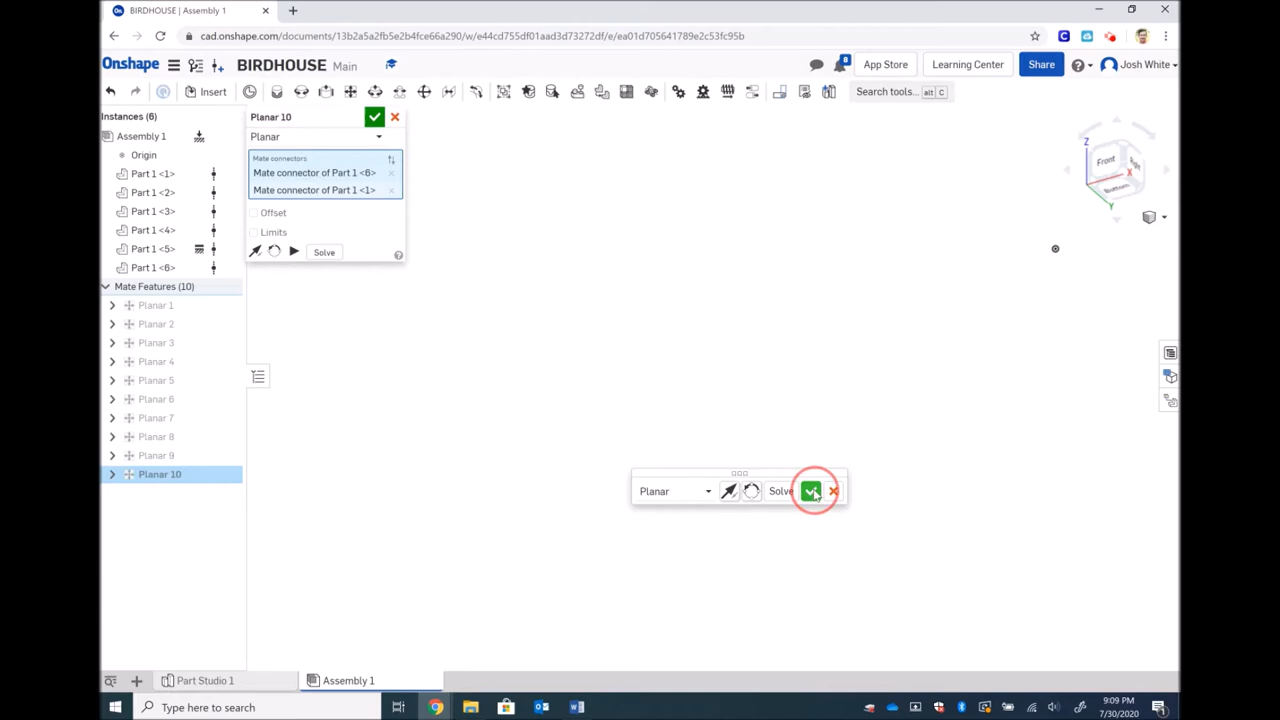 BIRDHOUSE | Assembly 1
cad.onshape.com/documents/13b2a5a2fb5e2b4a66290/w/e44cd755df01aad3d73272df/e/ea01d705641789e2c53fc95b
Onshape
BIRDHOUSE Main
8
App Store
Learning Center
Share
Josh White
Insert
Search tools...
alt C
Instances (6)
Assembly 1
Origin
Part 1 <1>
Part 1 <2>
Part 1 <3>
Part 1 <4>
Part 1 <5>
Part 1 <6>
Mate Features (10)
Planar 1
Planar 2
Planar 3
Planar 4
Planar 5
Planar 6
Planar 7
Planar 8
Planar 9
Planar 10
Planar 10
Planar
Mate connectors
Mate connector of Part 1 <6>
Mate connector of Part 1 <1>
Offset
Limits
Solve
Z
Front
Right
X
Bottom
Y
Planar
Solve
Part Studio 1
Assembly 1
Type here to search
9:09 PM
7/30/2020
1